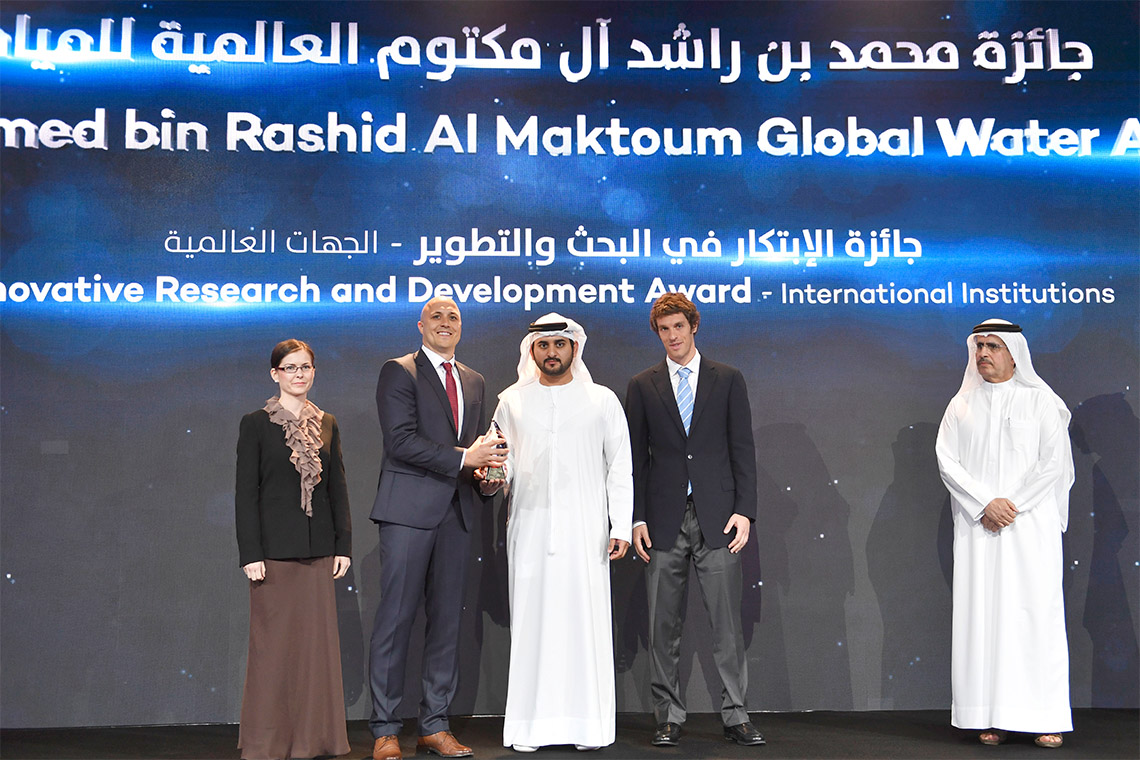 جائزة محمد بن راشد آل مكتوم العالمية للمياه
med bin Rashid Al Maktoum Global Water A
جائزة الإبتكار في البحث والتطوير - الجهات العالمية
novative Research and Development Award - International Institutions